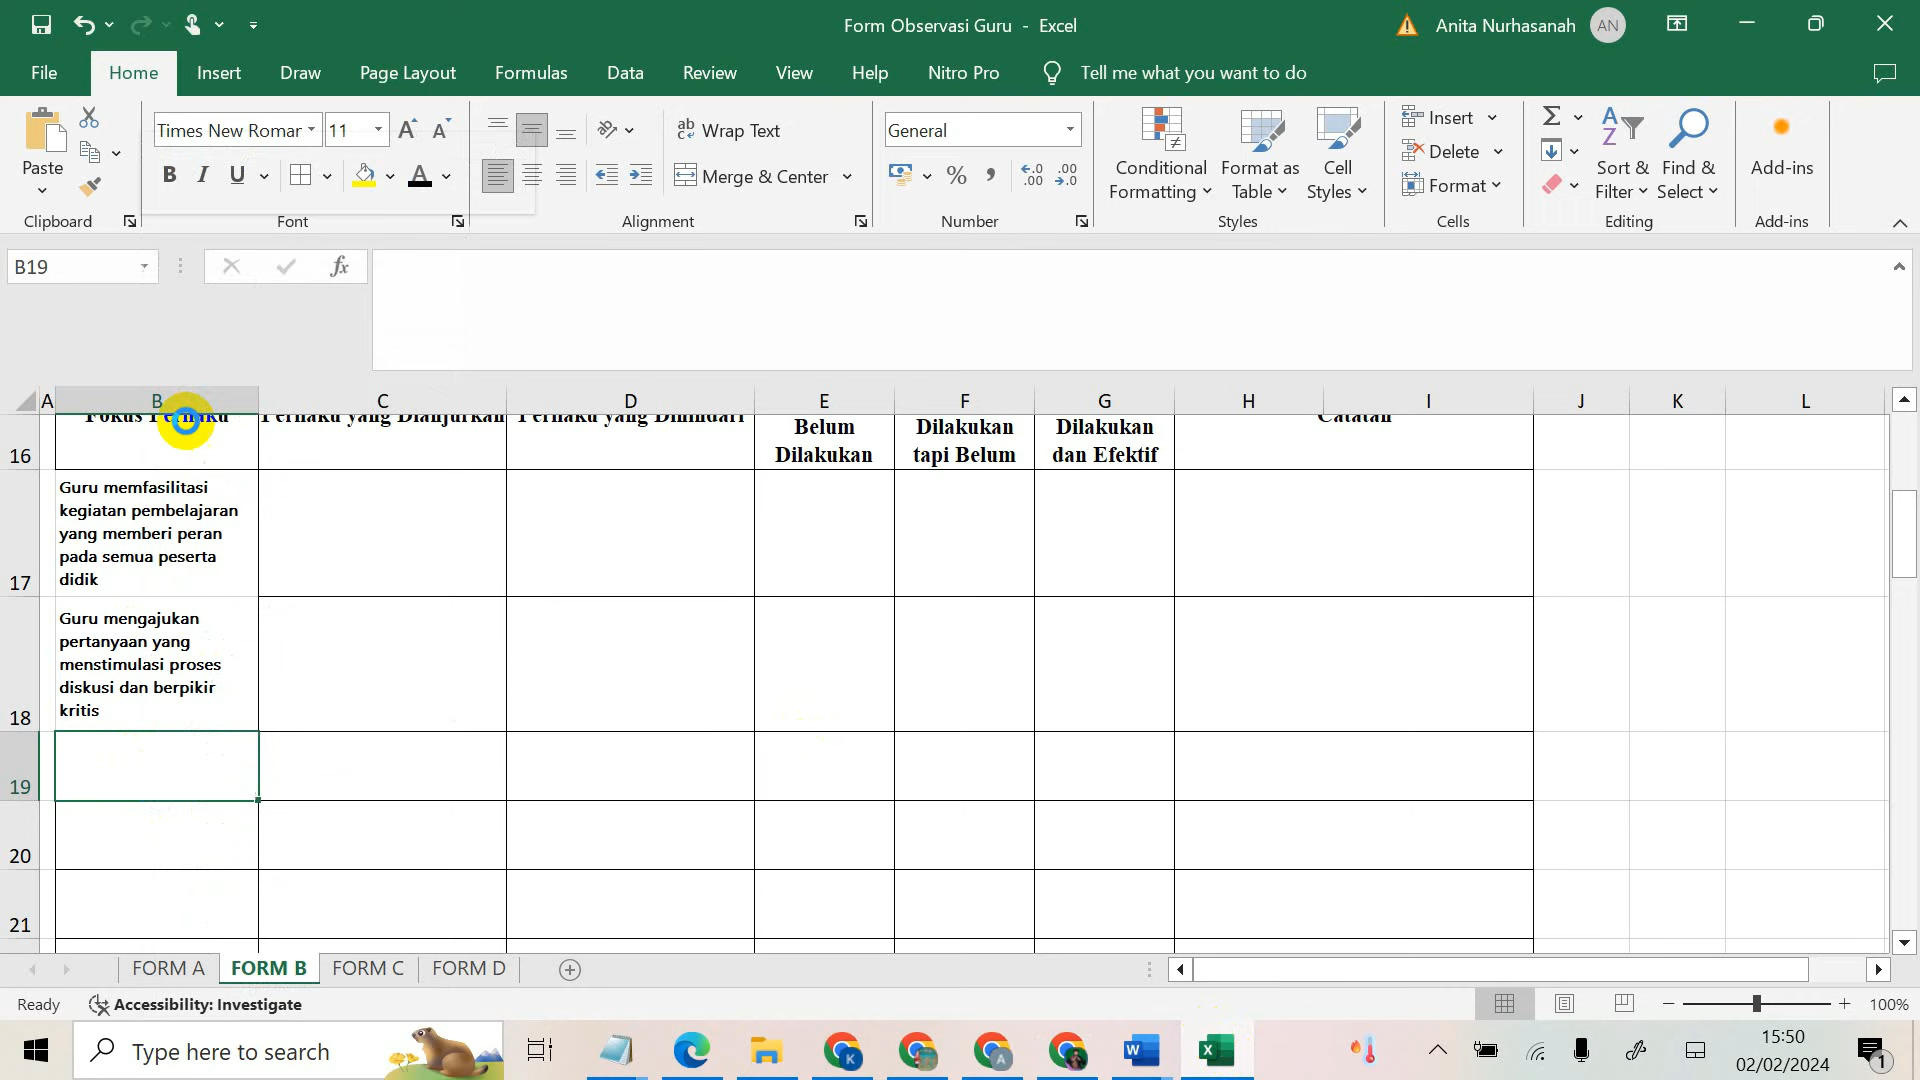 Form Observasi Guru - Excel
Anita Nurhasanah
AN
File Home Insert Draw Page Layout Formulas Data Review View Help Nitro Pro Tell me what you want to do
Paste
Clipboard
Times New Romar 11
B I U
Font
Wrap Text
Merge & Center
Alignment
General
Number
Conditional Formatting
Format as Table
Cell Styles
Styles
Insert
Delete
Format
Cells
Sort & Filter
Find & Select
Editing
Add-ins
Add-ins
B19
fx
A B C D E F G H I J K L
Perilaku yang Dianjurkan
Perilaku yang Dihindari
Catatan
Belum Dilakukan
Dilakukan tapi Belum
Dilakukan dan Efektif
16
Guru memfasilitasi
kegiatan pembelajaran
yang memberi peran
pada semua peserta
didik
17
Guru mengajukan
pertanyaan yang
menstimulasi proses
diskusi dan berpikir
kritis
18
19
20
21
FORM A FORM B FORM C FORM D
Ready Accessibility: Investigate
100%
Type here to search
15:50
02/02/2024
1